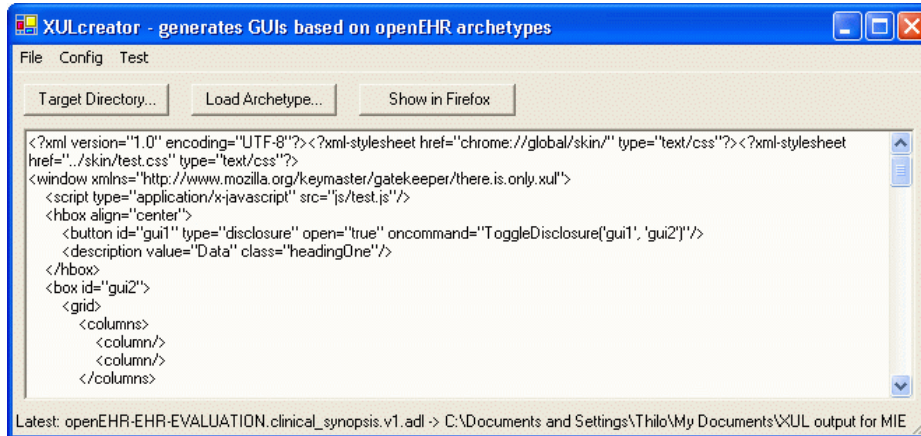 XULcreator - generates GUIs based on openEHR archetypes
File Config Test
Target Directory... Load Archetype... Show in Firefox
<?xml version="1.0" encoding="UTF-8"?><?xml-stylesheet href="chrome://global/skin/" type="text/css"?><?xml-stylesheet
href="../skin/test.css" type="text/css"?>
<window xmlns="http://www.mozilla.org/keymaster/gatekeeper/there.is.only.xul">
<script type="application/x-javascript" src="js/test.js"/>
<hbox align="center">
<button id="gui1" type="disclosure" open="true" oncommand="ToggleDisclosure('gui1', 'gui2')"/>
<description value="Data" class="headingOne"/>
</hbox>
<box id="gui2">
<grid>
<columns>
<column/>
<column/>
</columns>
Latest: openEHR-EHR-EVALUATION.clinical_synopsis.v1.adl -> C:\Documents and Settings\Thilo\My Documents\XUL output for MIE